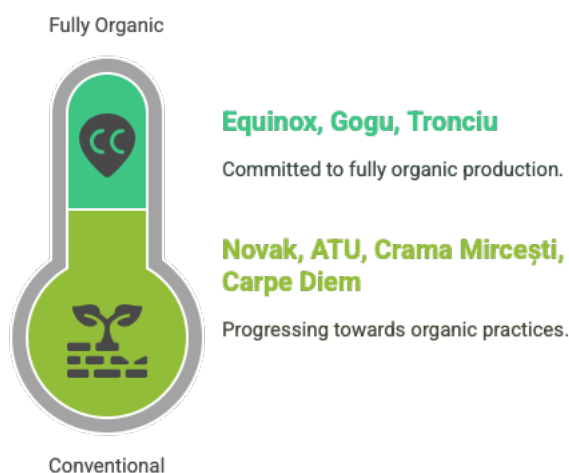 Fully Organic
Equinox, Gogu, Tronciu
Committed to fully organic production.
Novak, ATU, Crama Mircești,
Carpe Diem
Progressing towards organic practices.
Conventional